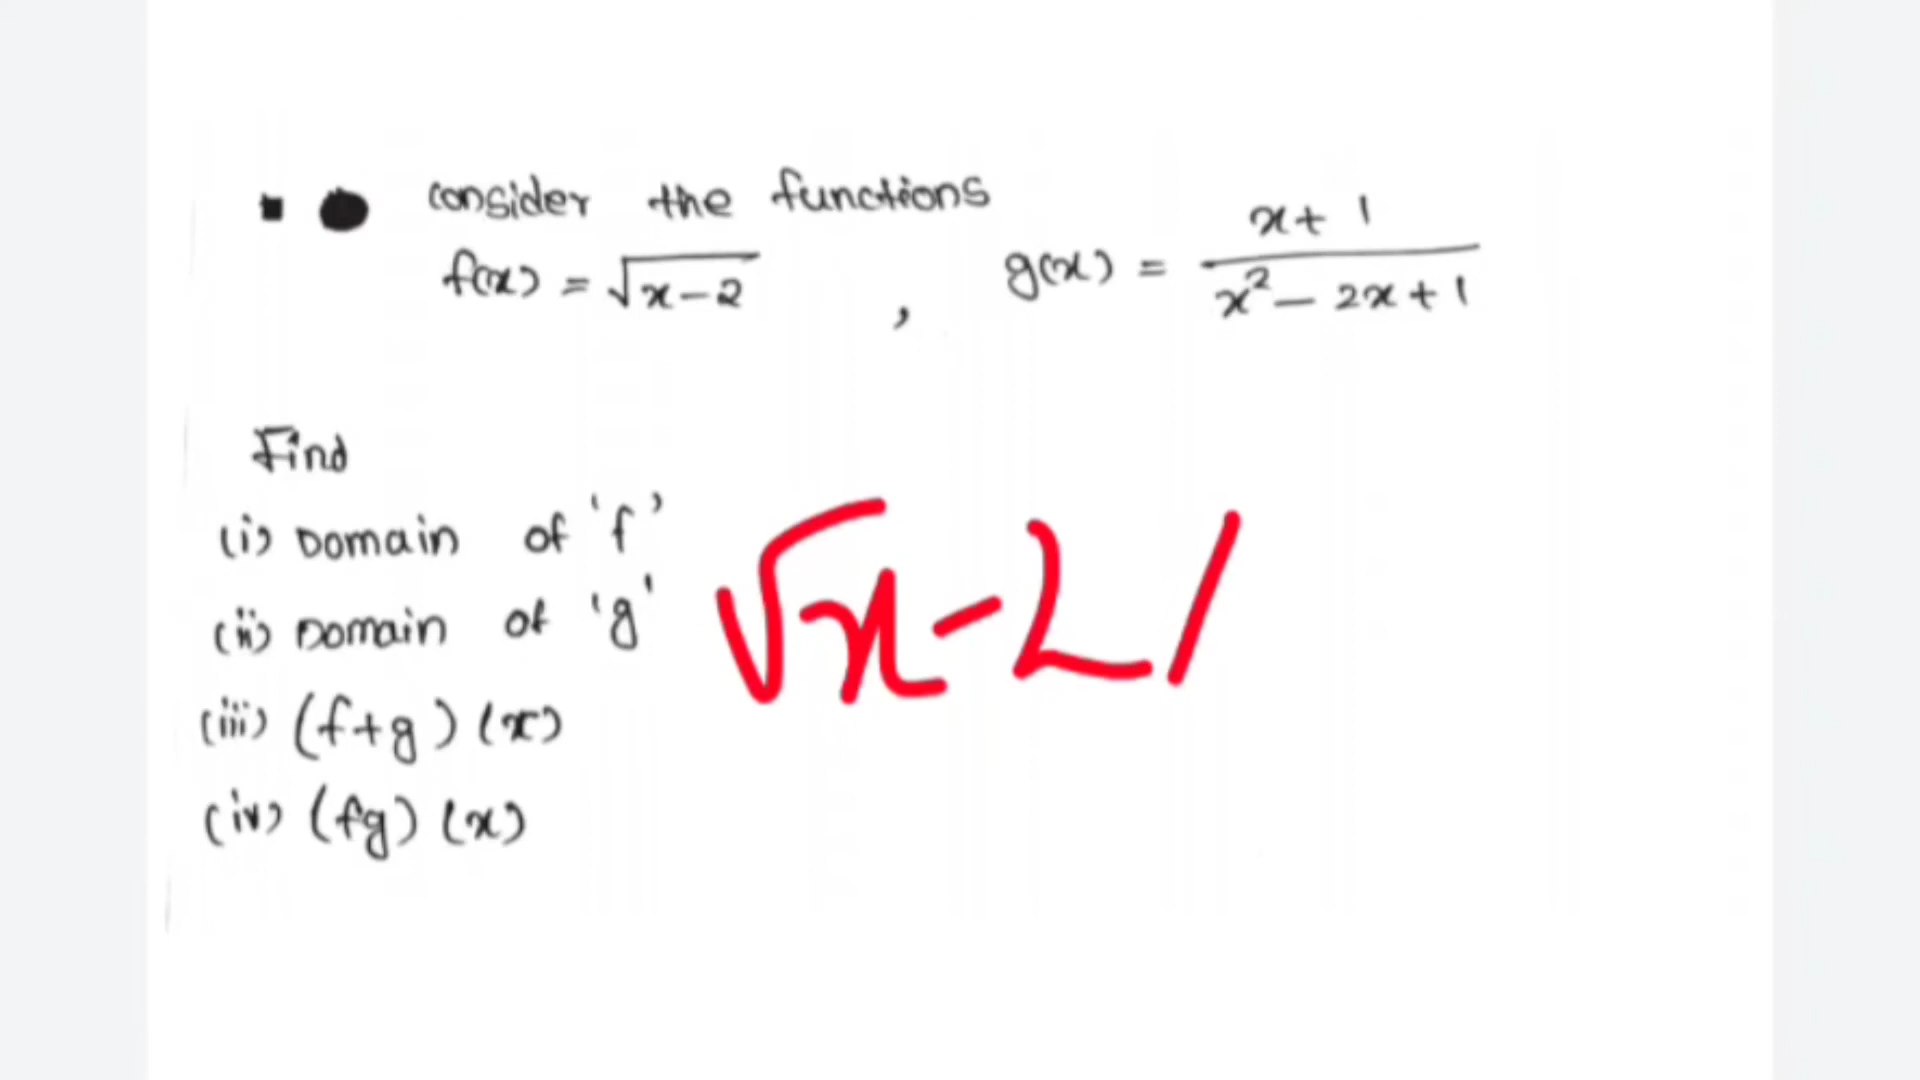 consider the functions
f(x) = √x-2 , g(x) = x+1 / x² - 2x + 1
Find
(i) Domain of 'f'
(ii) Domain of 'g'
√x-2 /
(iii) (f+g) (x)
(iv) (fg) (x)